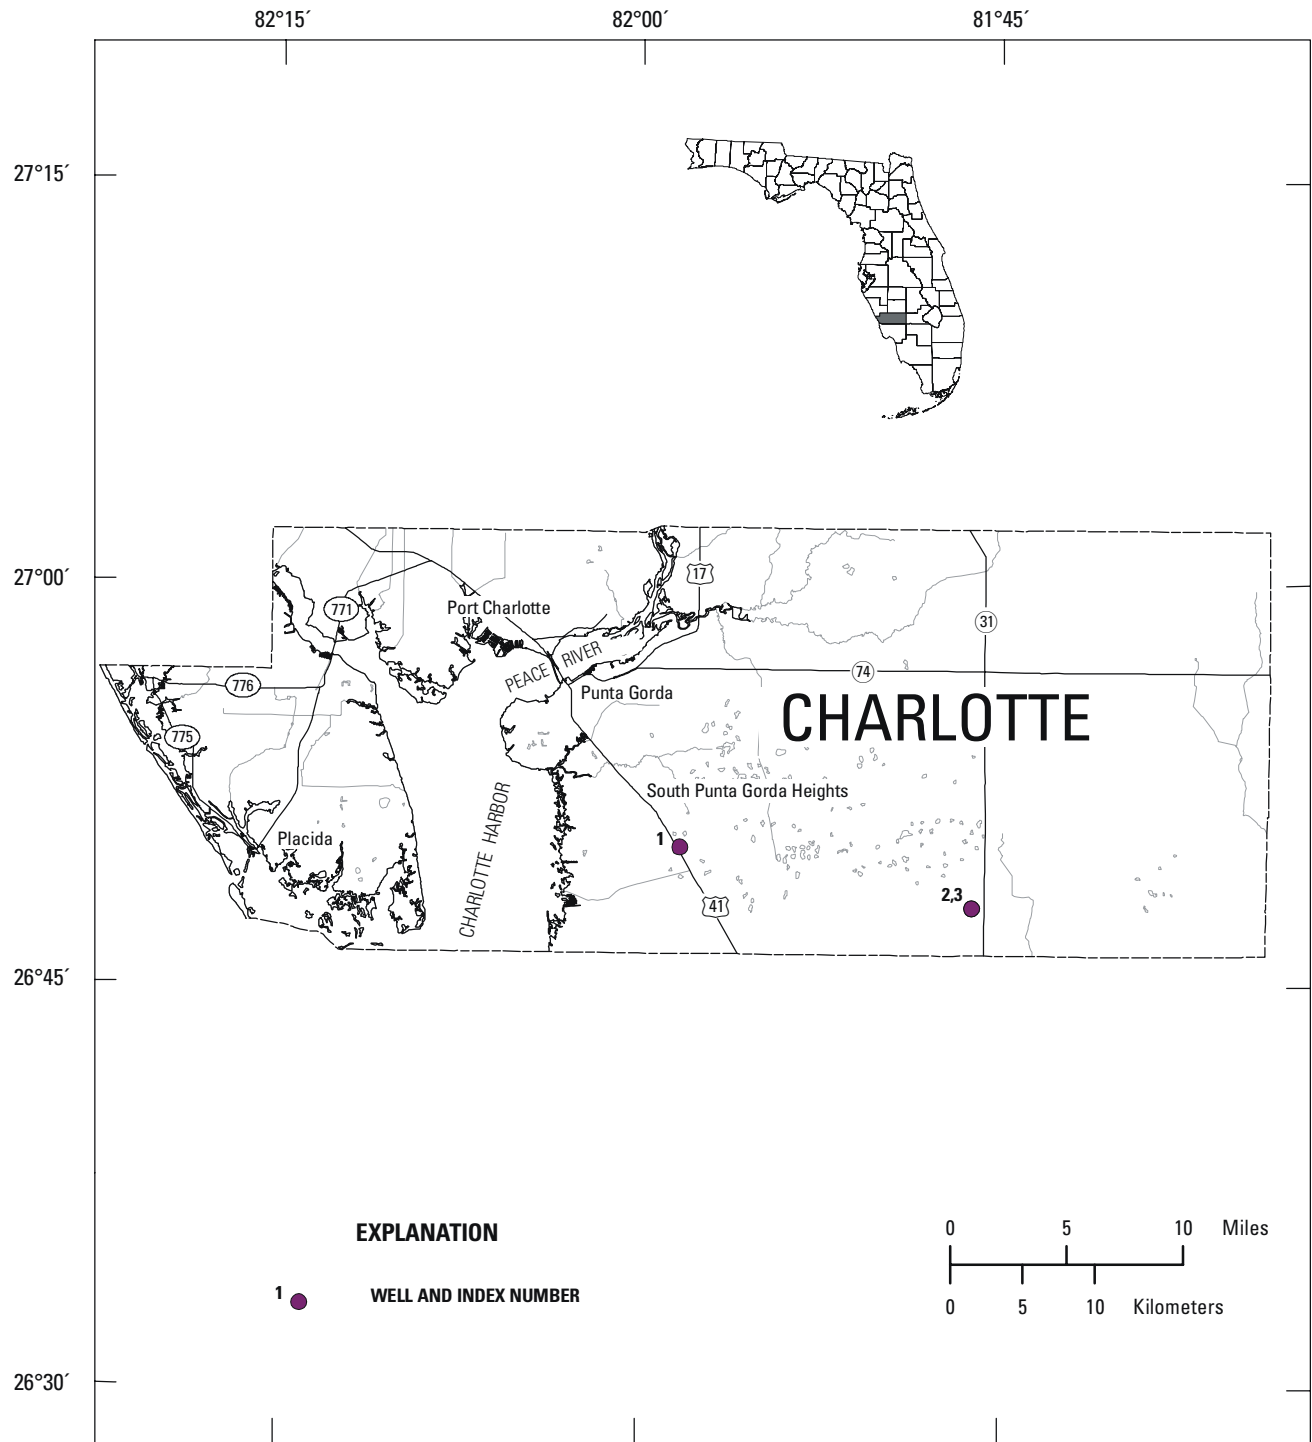 82°15´
82°00´
81°45´
27°15´
27°00´
17
771
Port Charlotte
31
PEACE RIVER
74
776
Punta Gorda
CHARLOTTE
775
South Punta Gorda Heights
CHARLOTTE HARBOR
Placida
1
2,3
41
26°45´
EXPLANATION
0 5 10 Miles
1 WELL AND INDEX NUMBER
0 5 10 Kilometers
26°30´